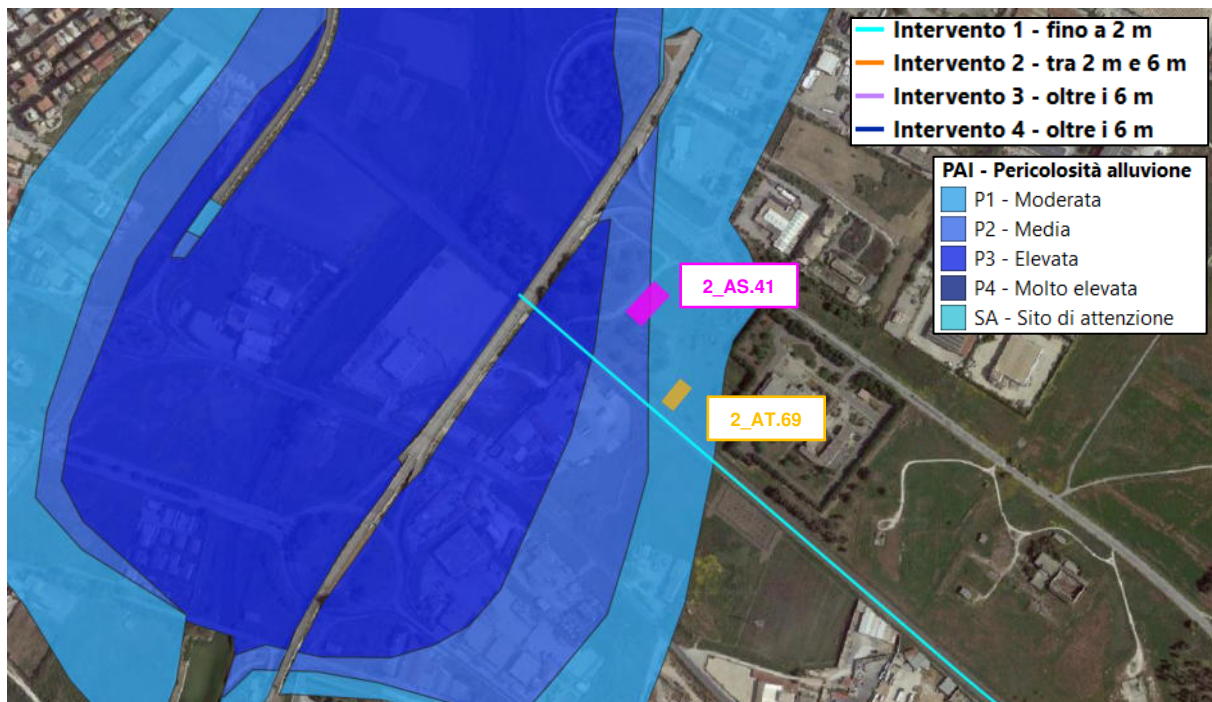 Intervento 1 - fino a 2 m
Intervento 2 - tra 2 m e 6 m
Intervento 3 - oltre i 6 m
Intervento 4 - oltre i 6 m
PAI - Pericolosità alluvione
P1 - Moderata
P2 - Media
P3 - Elevata
P4 - Molto elevata
SA - Sito di attenzione
2_AS.41
2_AT.69